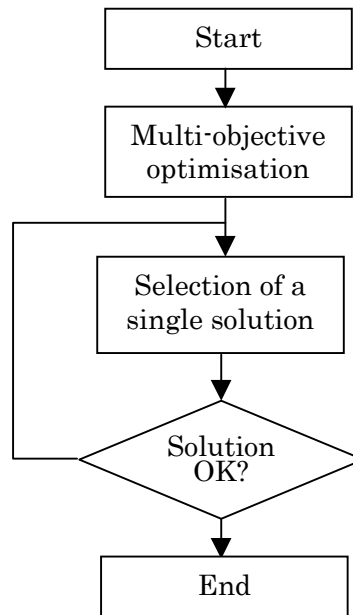 Start
Multi-objective
optimisation
Selection of a
single solution
Solution
OK?
End